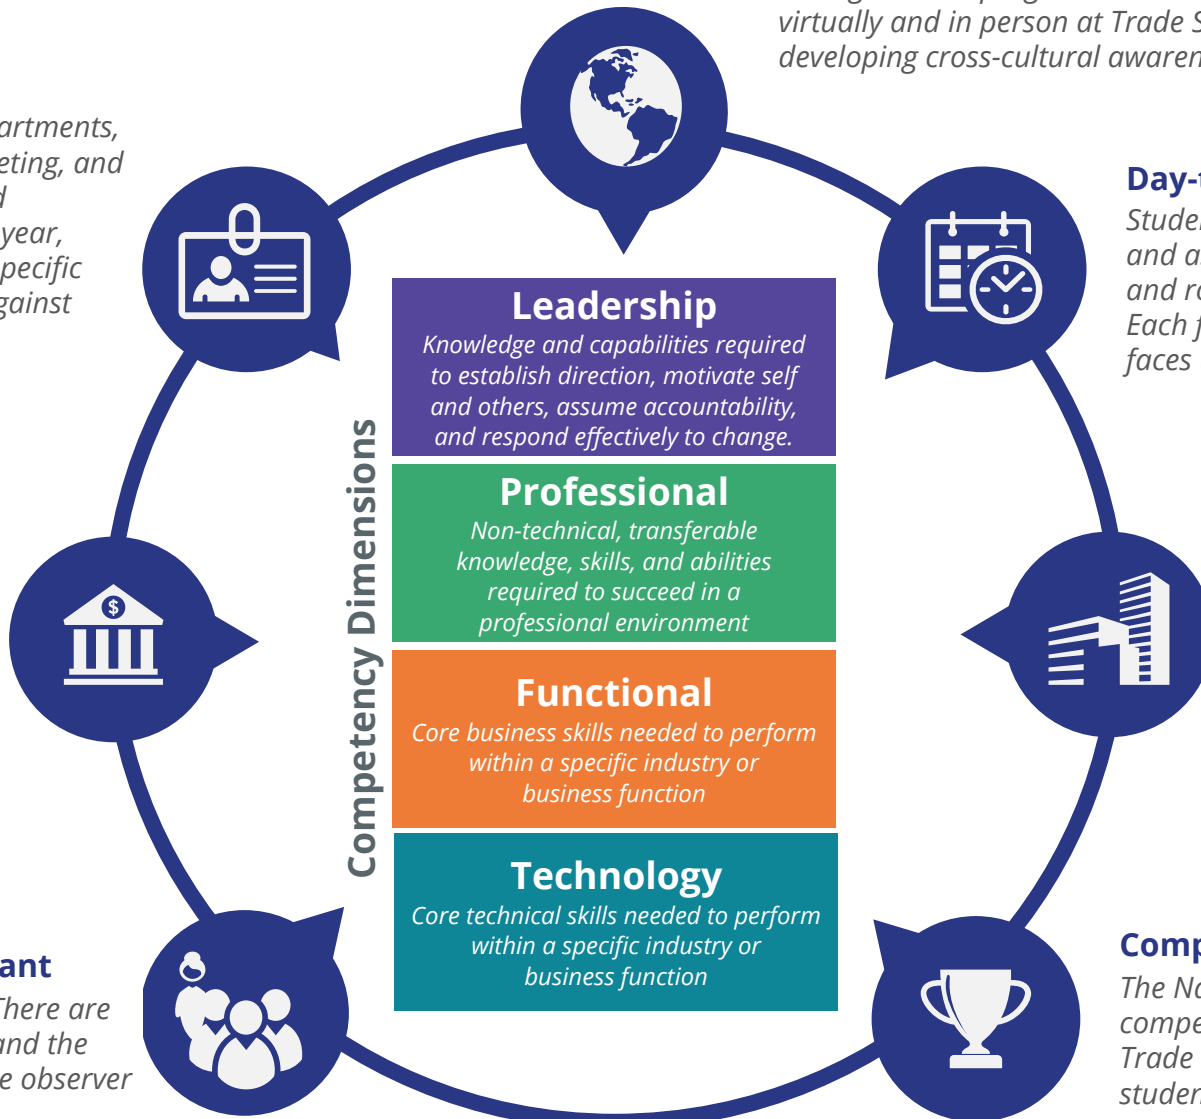 virtually and in person at Trade
developing cross-cultural
eting, and
year,
gainst
Day-
and
and
Each
faces
Leadership
Knowledge and capabilities required
to establish direction, motivate self
and others, assume accountability,
and respond effectively to change.
Professional
Non-technical, transferable
knowledge, skills, and abilities
required to succeed in a
professional environment
Competency Dimensions
$
Functional
Core business skills needed to perform
within a specific industry or
business function
Technology
Core technical skills needed to perform
within a specific industry or
business function
ant
There are
and the
e observer
Comp
The Na
compe
Trade
studen